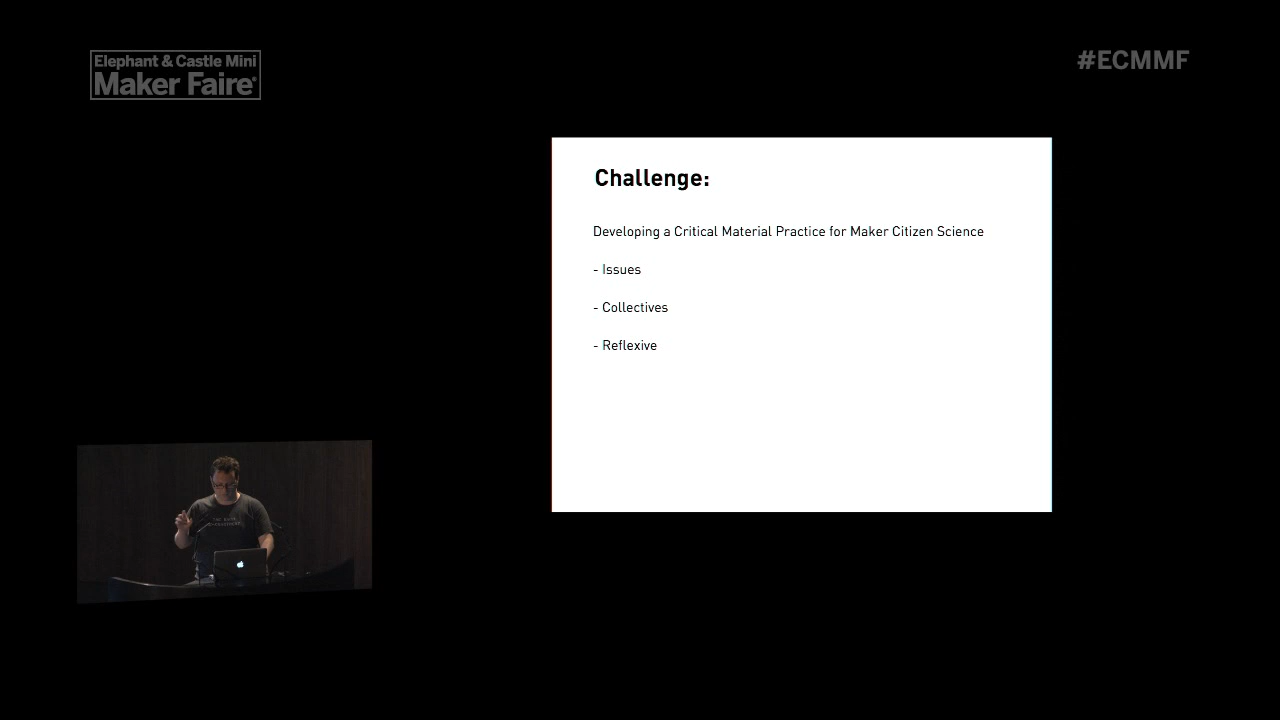 Elephant & Castle Mini
Maker Faire®
#ECMMF
Challenge:
Developing a Critical Material Practice for Maker Citizen Science
- Issues
- Collectives
- Reflexive